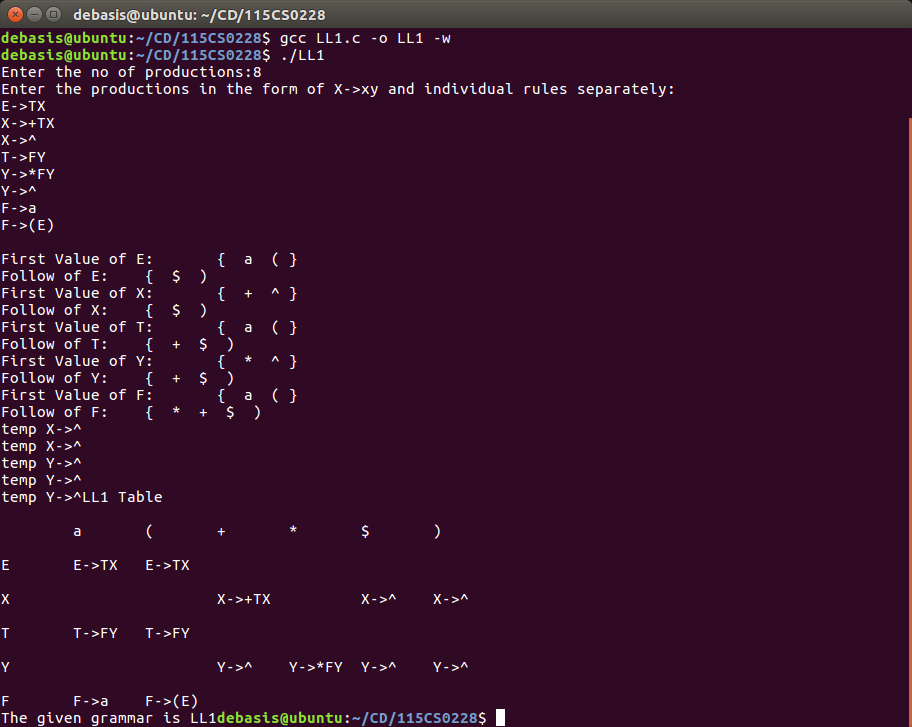 debasis@ubuntu: ~/CD/115CS0228
debasis@ubuntu:~/CD/115CS0228$ gcc LL1.c -o LL1 -w
debasis@ubuntu:~/CD/115CS0228$ ./LL1
Enter the no of productions:8
Enter the productions in the form of X->xy and individual rules separately:
E->TX
X->+TX
X->^
T->FY
Y->*FY
Y->^
F->a
F->(E)
First Value of E: { a ( }
Follow of E: { $ )
First Value of X: { + ^ }
Follow of X: { $ )
First Value of T: { a ( }
Follow of T: { + $ )
First Value of Y: { * ^ }
Follow of Y: { + $ )
First Value of F: { a ( }
Follow of F: { * + $ )
temp X->^
temp X->^
temp Y->^
temp Y->^
temp Y->^LL1 Table
a ( + * $ )
E E->TX E->TX
X X->+TX X->^ X->^
T T->FY T->FY
Y Y->^ Y->*FY Y->^ Y->^
F F->a F->(E)
The given grammar is LL1debasis@ubuntu:~/CD/115CS0228$